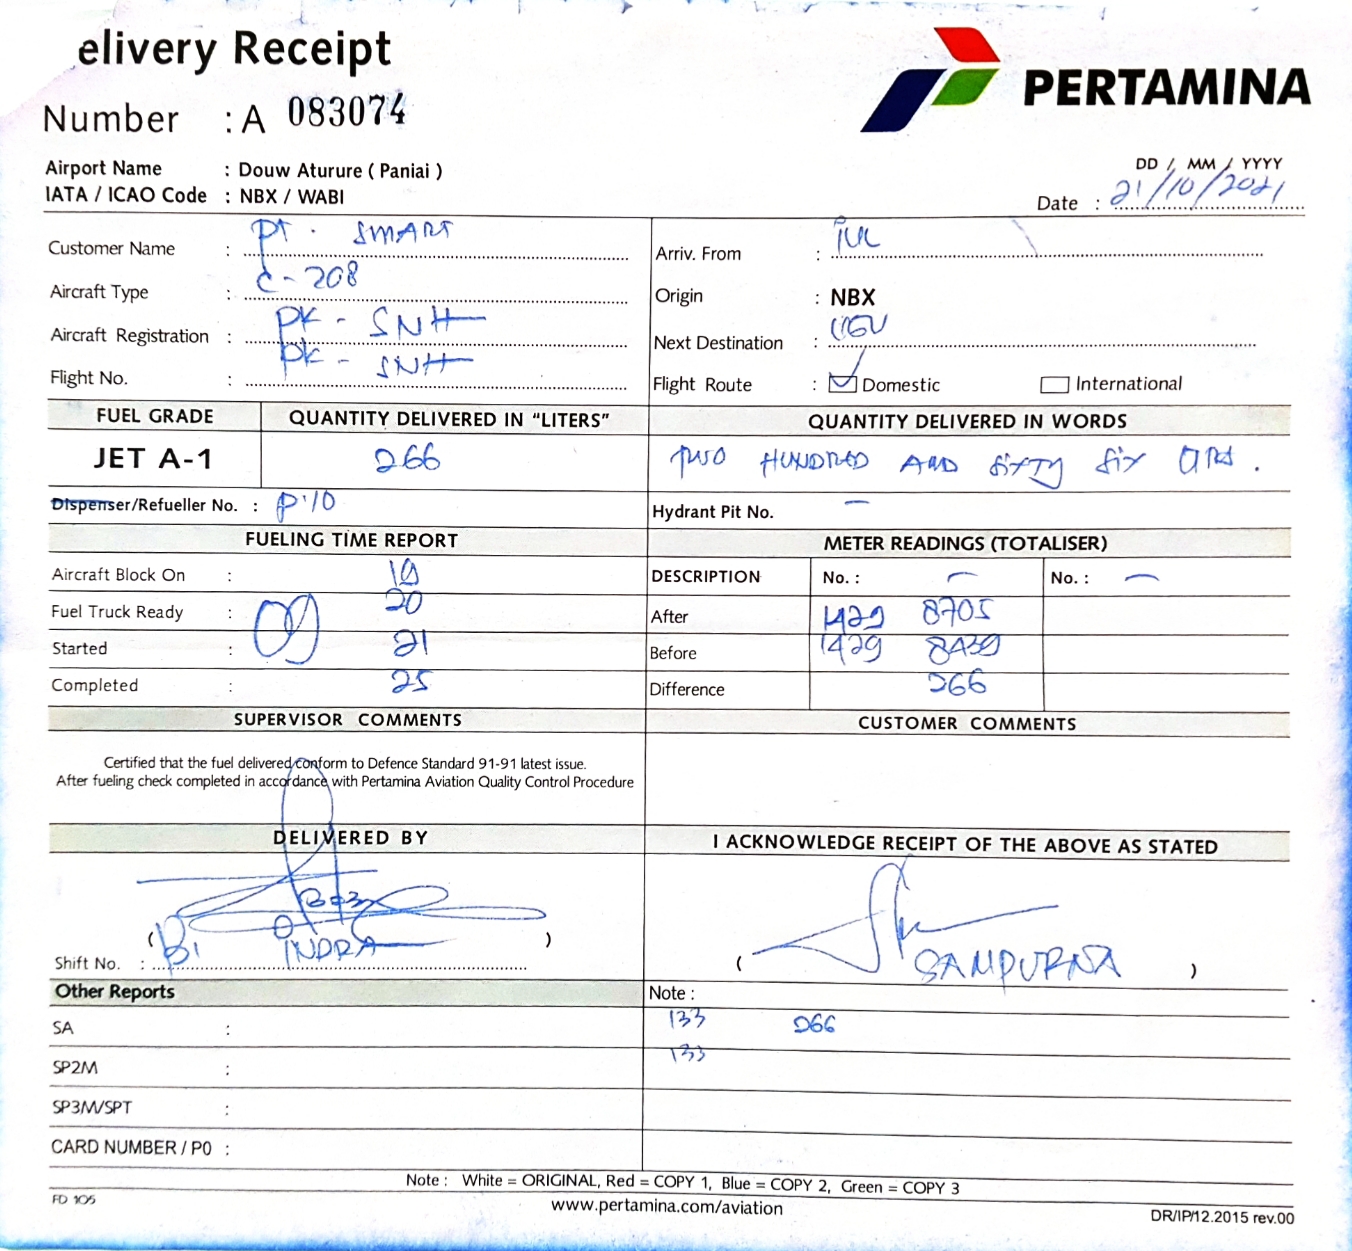 elivery Receipt
PERTAMINA
Number : A 083074
Airport Name : Douw Aturure ( Paniai )
IATA / ICAO Code : NBX / WABI
DD / MM / YYYY
Date : 21/10/2021
Customer Name : PT. SMART
Aircraft Type : C-208
Aircraft Registration : PK - SNH
Flight No. : PK - SNH
Arriv. From : iUL
Origin : NBX
Next Destination : UGU
Flight Route : Domestic International
FUEL GRADE QUANTITY DELIVERED IN "LITERS" QUANTITY DELIVERED IN WORDS
JET A-1 266 TWO HUNDRED AND SIXTY SIX LTRS.
Dispenser/Refueller No. : P.10 Hydrant Pit No. -
FUELING TIME REPORT METER READINGS (TOTALISER)
Aircraft Block On : 19 DESCRIPTION No. : - No. : -
Fuel Truck Ready : 09 20 After 1429 8705
Started : 21 Before 1429 8439
Completed : 25 Difference 266
SUPERVISOR COMMENTS CUSTOMER COMMENTS
Certified that the fuel delivered conform to Defence Standard 91-91 latest issue.
After fueling check completed in accordance with Pertamina Aviation Quality Control Procedure
DELIVERED BY I ACKNOWLEDGE RECEIPT OF THE ABOVE AS STATED
( INDRA )
Shift No. :
( SAMPURNA )
Other Reports Note :
SA : 133 266
SP2M : 133
SP3M/SPT :
CARD NUMBER / P0 :
Note : White = ORIGINAL, Red = COPY 1, Blue = COPY 2, Green = COPY 3
FD 105
www.pertamina.com/aviation
DR/IP/12.2015 rev.00